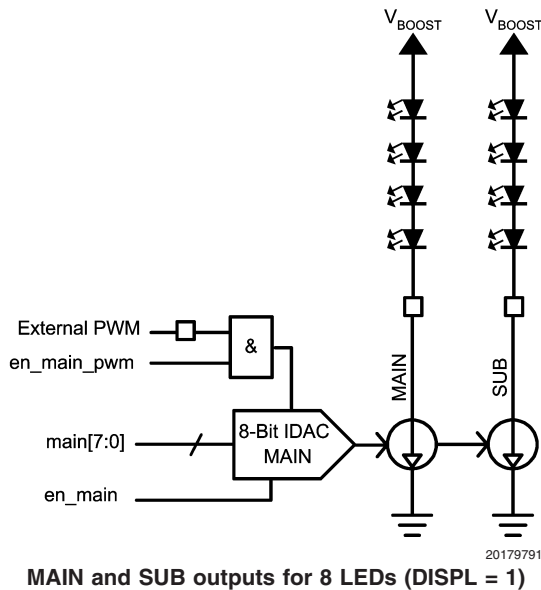 VBOOST VBOOST
External PWM
&
en_main_pwm
MAIN
SUB
main[7:0]
8-Bit IDAC
MAIN
en_main
20179791
MAIN and SUB outputs for 8 LEDs (DISPL = 1)